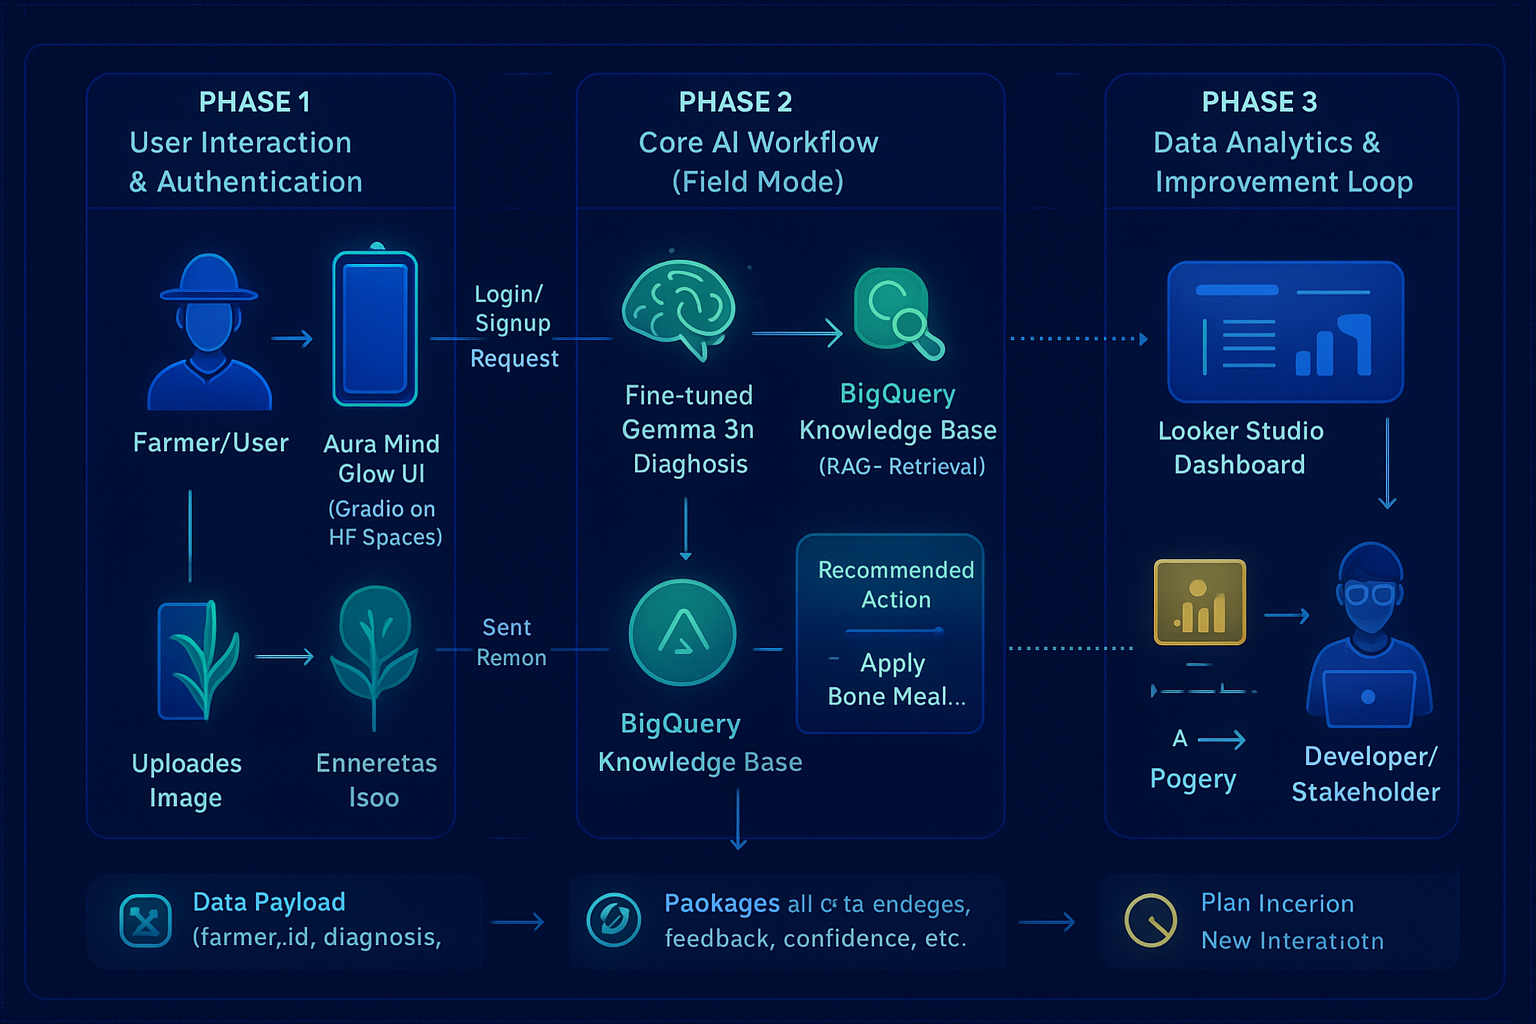 PHASE 1
User Interaction
& Authentication
Farmer/User
Aura Mind
Glow UI
(Gradio on
HF Spaces)
Uploades
Image
Enneretas
Isoo
Login/
Signup
Request
Sent
Remon
PHASE 2
Core AI Workflow
(Field Mode)
Fine-tuned
Gemma 3n
Diagnosis
BigQuery
Knowledge Base
(RAG- Retrieval)
BigQuery
Knowledge Base
Recommended
Action
Apply
Bone Meal...
PHASE 3
Data Analytics &
Improvement Loop
Looker Studio
Dashboard
A
Pogery
Developer/
Stakeholder
Data Payload
(farmer,.id, diagnosis,
Paokages all ta endeges,
feedback, confidence, etc.
Plan Incerion
New Interatiotn